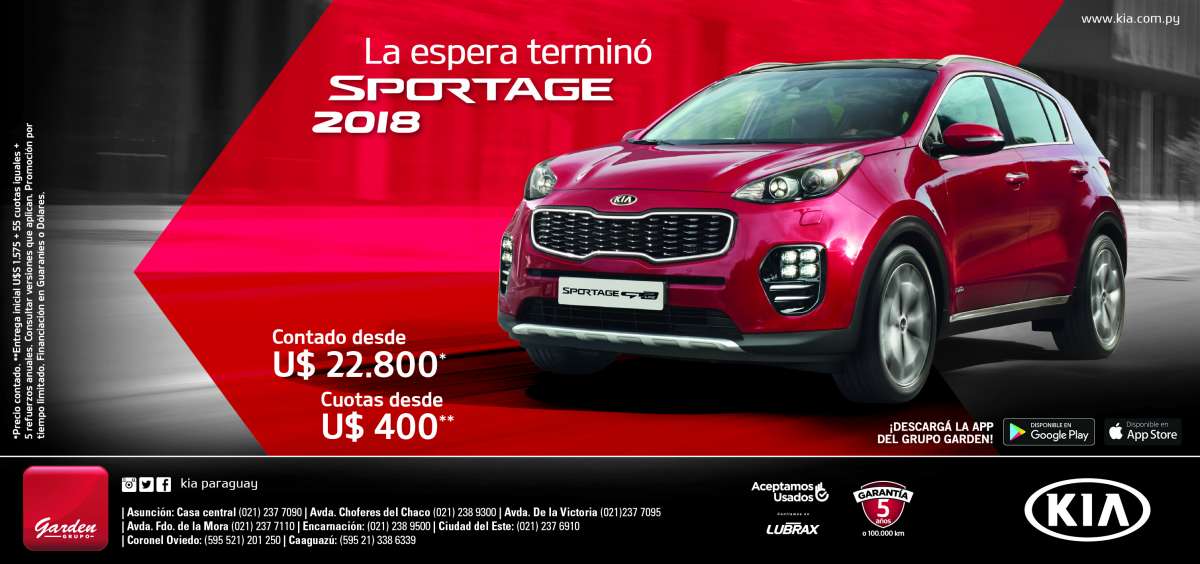 www.kia.com.py
La espera terminó
SPORTAGE
2018
KIA
SPORTAGE GT
Contado desde
U$ 22.800*
Cuotas desde
U$ 400**
*Precio contado. **Entrega inicial U$S 1.575 + 55 cuotas iguales +
5 refuerzos anuales. Consultar versiones que aplican. Promoción por
tiempo limitado. Financiación en Guaraníes o Dólares.
¡DESCARGÁ LA APP
DEL GRUPO GARDEN!
DISPONIBLE EN
Google Play
Disponible en
App Store
Garden
GRUPO
kia paraguay
| Asunción: Casa central (021) 237 7090 | Avda. Choferes del Chaco (021) 238 9300 | Avda. De la Victoria (021)237 7095
| Avda. Fdo. de la Mora (021) 237 7110 | Encarnación: (021) 238 9500 | Ciudad del Este: (021) 237 6910
| Coronel Oviedo: (595 521) 201 250 | Caaguazú: (595 21) 338 6339
Aceptamos
Usados
LUBRAX
GARANTÍA
5
años
o 100.000 km
KIA